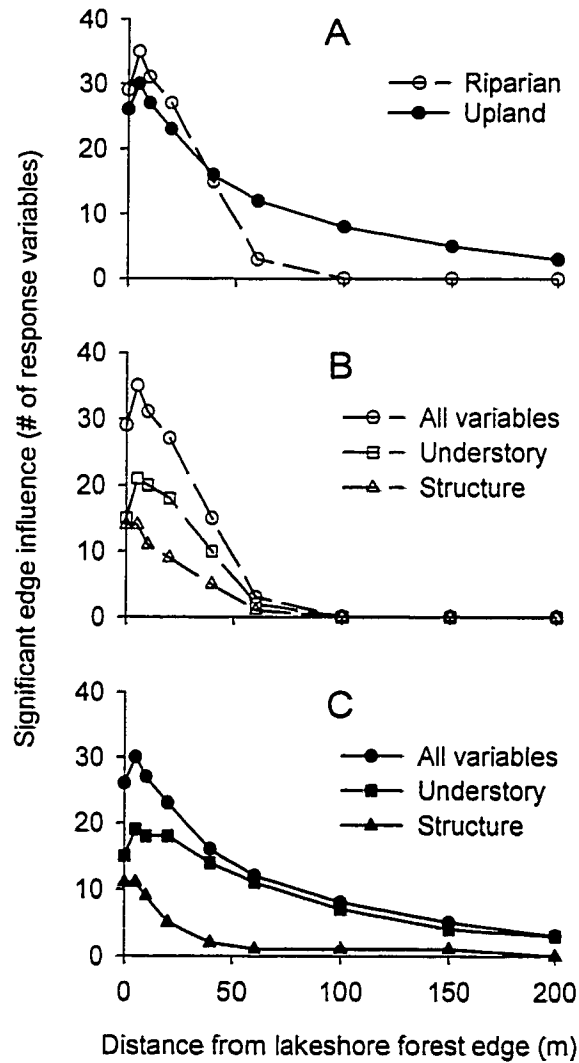 Significant edge influence (# of response variables)
A
40
30
20
10
0
Riparian
Upland
B
40
30
20
10
0
All variables
Understory
Structure
C
40
30
20
10
0
All variables
Understory
Structure
0 50 100 150 200
Distance from lakeshore forest edge (m)